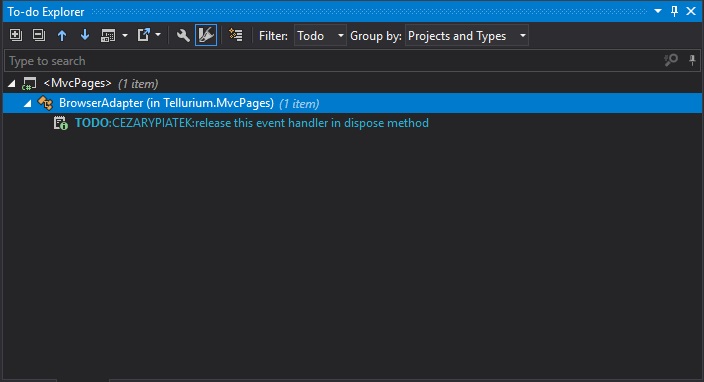 To-do Explorer
Filter: Todo Group by: Projects and Types
Type to search
C# <MvcPages> (1 item)
BrowserAdapter (in Tellurium.MvcPages) (1 item)
TODO:CEZARYPIATEK:release this event handler in dispose method